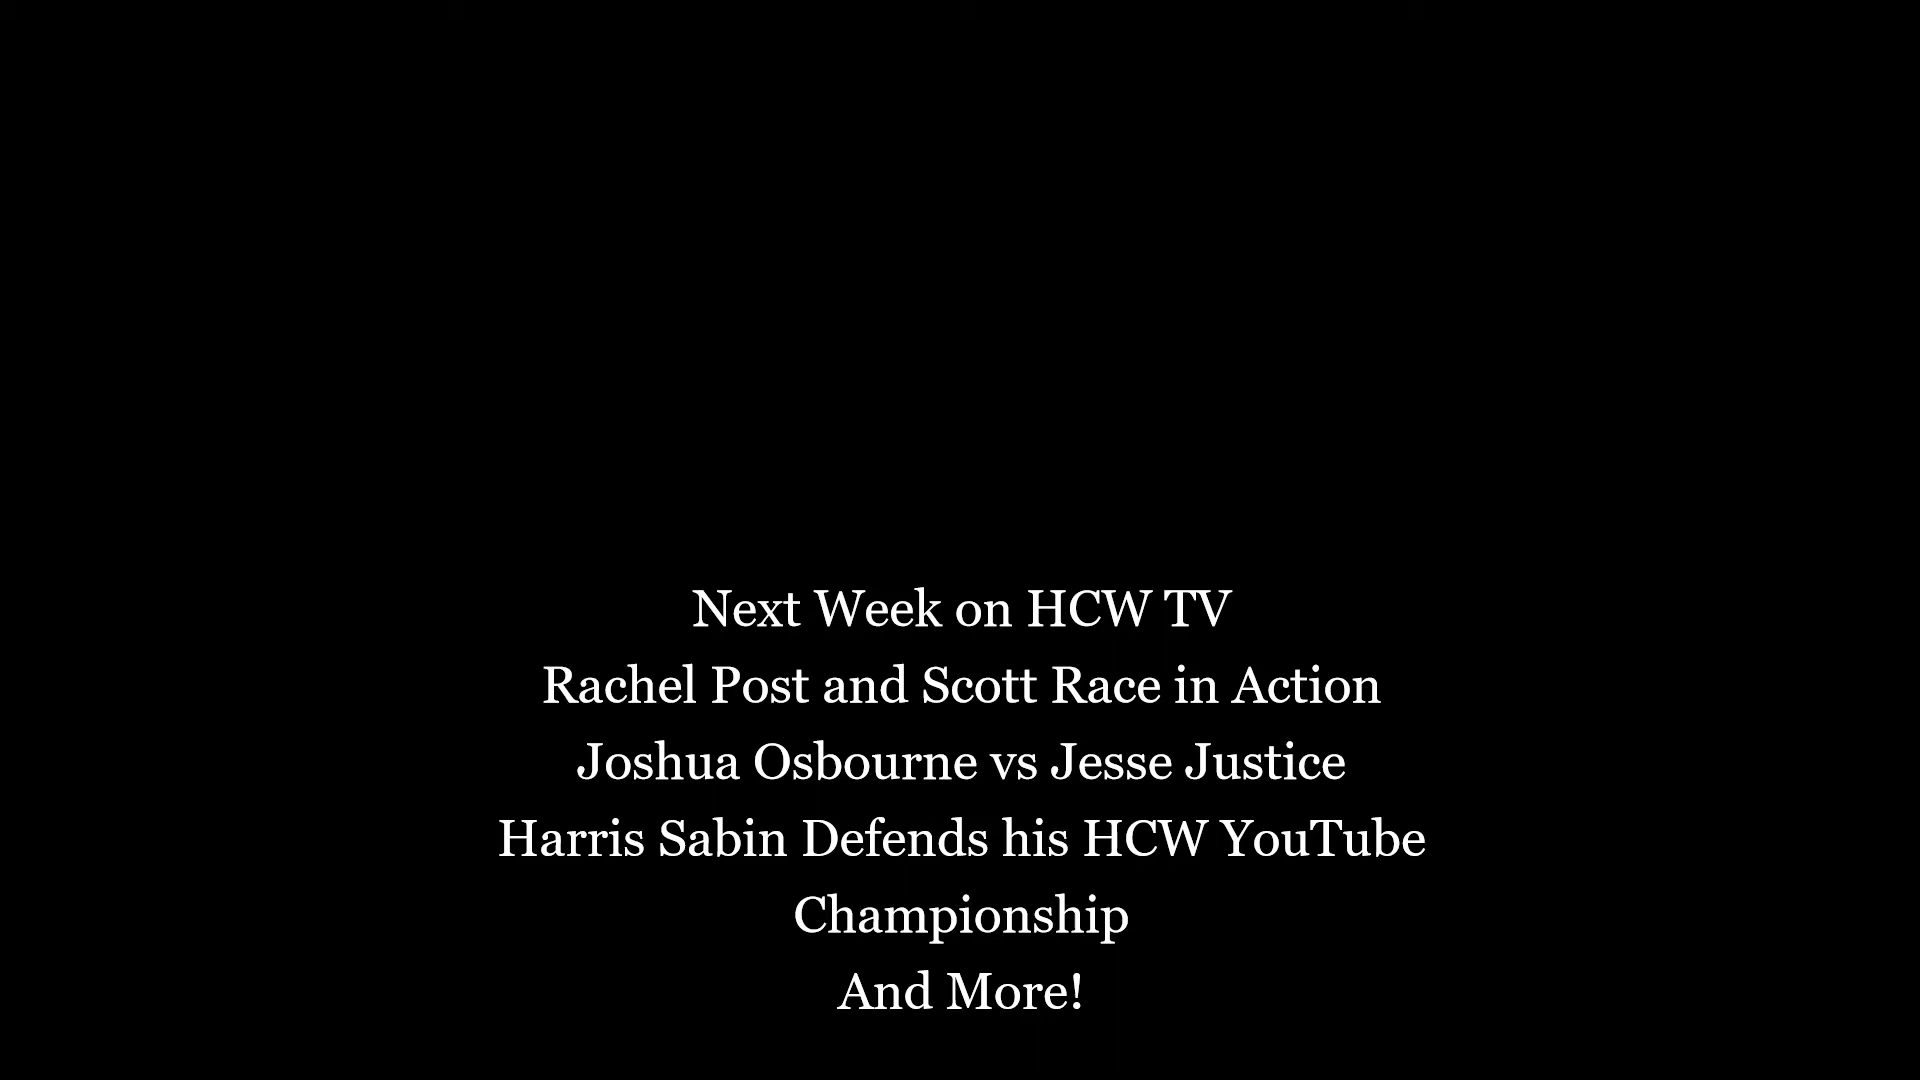 Next Week on HCW TV
Rachel Post and Scott Race in Action
Joshua Osbourne vs Jesse Justice
Harris Sabin Defends his HCW YouTube
Championship
And More!